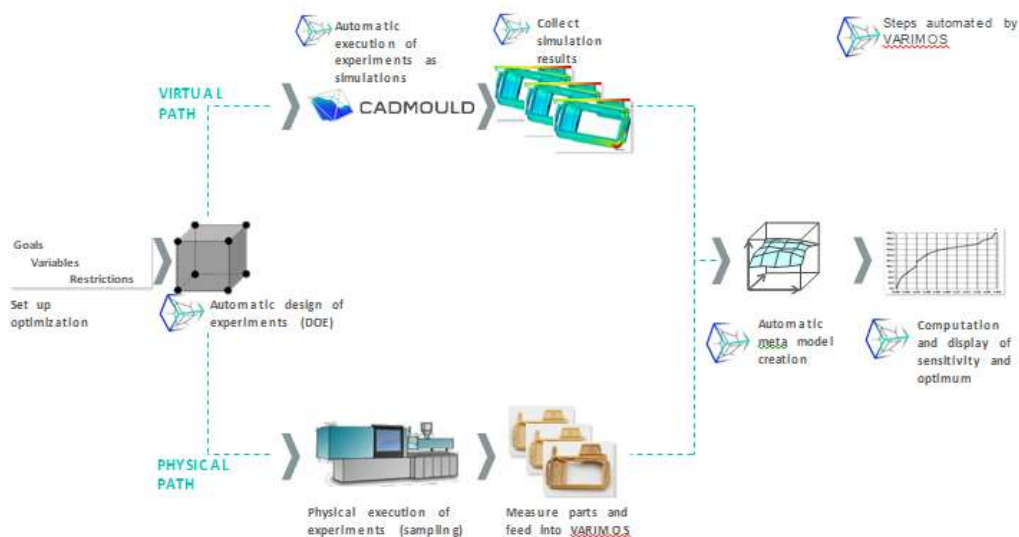 Automatic
execution of
experiments as
simulations
Collect
simulation
results
Steps automated by
VARIMOS
VIRTUAL
PATH
CADMOULD
Goals
Variables
Restrictions
Set up
optimization
Automatic design of
experiments (DOE)
Automatic
meta model
creation
Computation
and display of
sensitivity and
optimum
PHYSICAL
PATH
Physical execution of
experiments (sampling)
Measure parts and
feed into VARIMOS